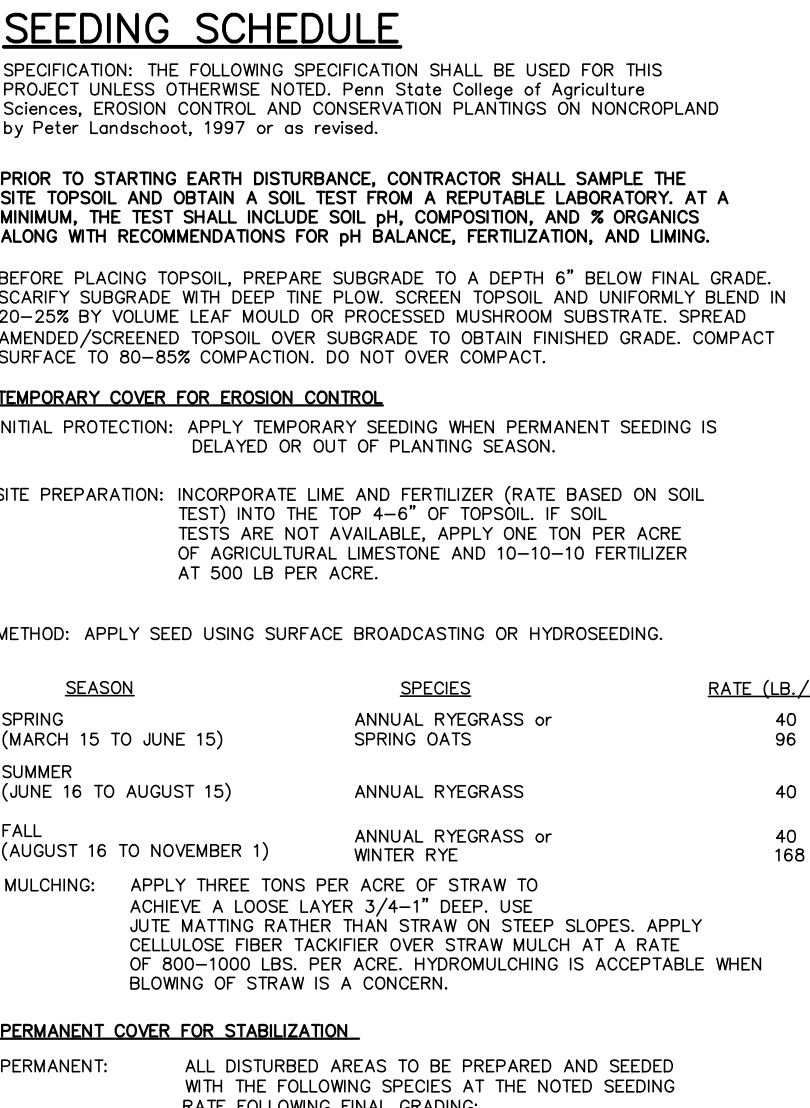 SEEDING SCHEDULE
SPECIFICATION: THE FOLLOWING SPECIFICATION SHALL BE USED FOR THIS
PROJECT UNLESS OTHERWISE NOTED. Penn State College of Agriculture
Sciences, EROSION CONTROL AND CONSERVATION PLANTINGS ON NONCROPLAND
by Peter Landschoot, 1997 or as revised.
PRIOR TO STARTING EARTH DISTURBANCE, CONTRACTOR SHALL SAMPLE THE
SITE TOPSOIL AND OBTAIN A SOIL TEST FROM A REPUTABLE LABORATORY. AT A
MINIMUM, THE TEST SHALL INCLUDE SOIL pH, COMPOSITION, AND % ORGANICS
ALONG WITH RECOMMENDATIONS FOR pH BALANCE, FERTILIZATION, AND LIMING.
BEFORE PLACING TOPSOIL, PREPARE SUBGRADE TO A DEPTH 6" BELOW FINAL GRADE.
SCARIFY SUBGRADE WITH DEEP TINE PLOW. SCREEN TOPSOIL AND UNIFORMLY BLEND IN
20-25% BY VOLUME LEAF MOULD OR PROCESSED MUSHROOM SUBSTRATE. SPREAD
AMENDED/SCREENED TOPSOIL OVER SUBGRADE TO OBTAIN FINISHED GRADE. COMPACT
SURFACE TO 80-85% COMPACTION. DO NOT OVER COMPACT.
TEMPORARY COVER FOR EROSION CONTROL
NITIAL PROTECTION: APPLY TEMPORARY SEEDING WHEN PERMANENT SEEDING IS
DELAYED OR OUT OF PLANTING SEASON.
SITE PREPARATION: INCORPORATE LIME AND FERTILIZER (RATE BASED ON SOIL
TEST) INTO THE TOP 4-6" OF TOPSOIL. IF SOIL
TESTS ARE NOT AVAILABLE, APPLY ONE TON PER ACRE
OF AGRICULTURAL LIMESTONE AND 10-10-10 FERTILIZER
AT 500 LB PER ACRE.
METHOD: APPLY SEED USING SURFACE BROADCASTING OR HYDROSEEDING.
SEASON SPECIES RATE (LB./
SPRING ANNUAL RYEGRASS or 40
(MARCH 15 TO JUNE 15) SPRING OATS 96
SUMMER
(JUNE 16 TO AUGUST 15) ANNUAL RYEGRASS 40
FALL ANNUAL RYEGRASS or 40
(AUGUST 16 TO NOVEMBER 1) WINTER RYE 168
MULCHING: APPLY THREE TONS PER ACRE OF STRAW TO
ACHIEVE A LOOSE LAYER 3/4-1" DEEP. USE
JUTE MATTING RATHER THAN STRAW ON STEEP SLOPES. APPLY
CELLULOSE FIBER TACKIFIER OVER STRAW MULCH AT A RATE
OF 800-1000 LBS. PER ACRE. HYDROMULCHING IS ACCEPTABLE WHEN
BLOWING OF STRAW IS A CONCERN.
PERMANENT COVER FOR STABILIZATION
PERMANENT: ALL DISTURBED AREAS TO BE PREPARED AND SEEDED
WITH THE FOLLOWING SPECIES AT THE NOTED SEEDING
RATE FOLLOWING FINAL GRADING: